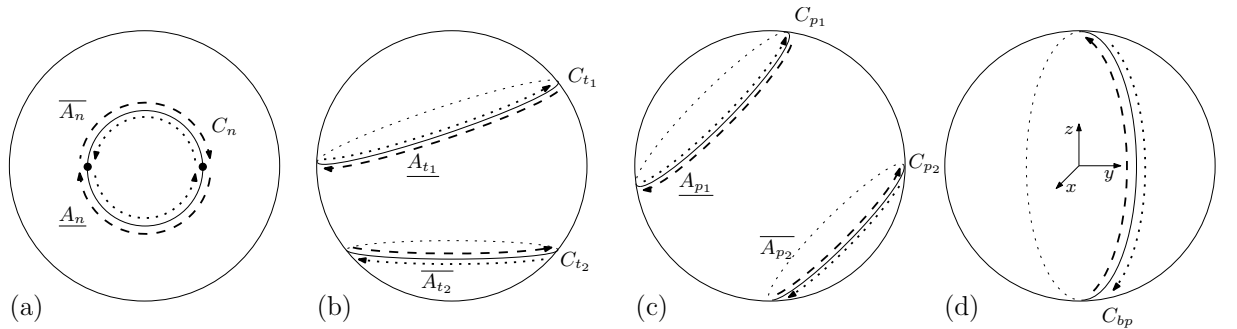 $\overline{A_n}$
$C_n$
$\underline{A_n}$
(a)
$C_{t_1}$
$\underline{A_{t_1}}$
$\overline{A_{t_2}}$
$C_{t_2}$
(b)
$C_{p_1}$
$\underline{A_{p_1}}$
$C_{p_2}$
$\overline{A_{p_2}}$
(c)
z
y
x
$C_{bp}$
(d)